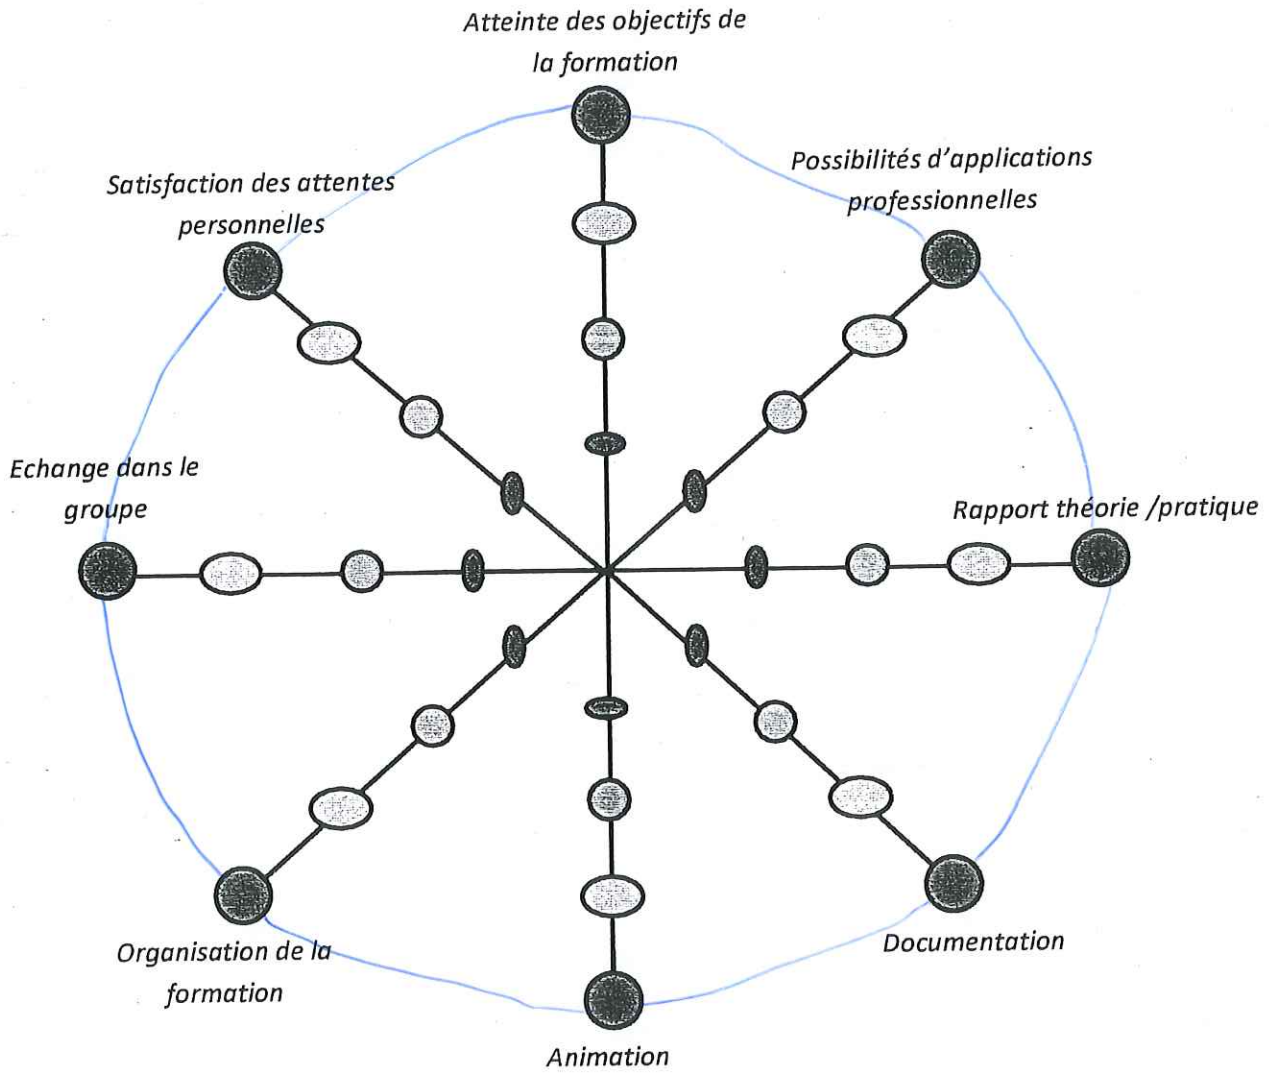 Atteinte des objectifs de
la formation
Possibilités d'applications
professionnelles
Satisfaction des attentes
personnelles
Echange dans le
groupe
Rapport théorie /pratique
Organisation de la
formation
Documentation
Animation